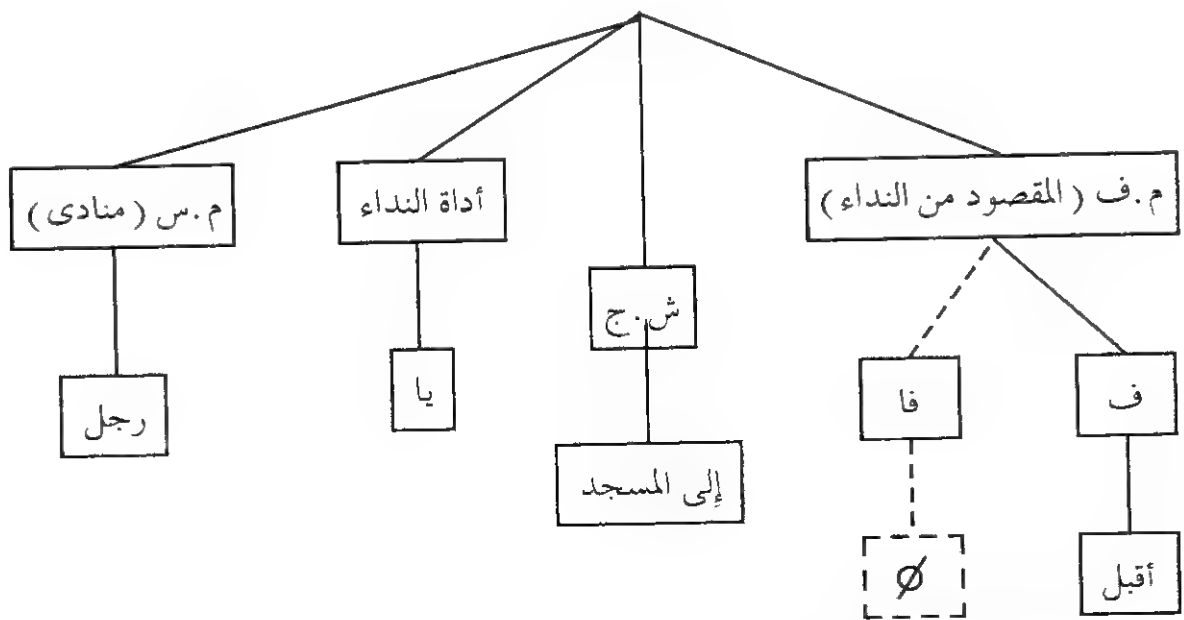 م.ف (المقصود من النداء)
أداة النداء
م.س (منادى)
ش.ج
ف
فا
يا
رجل
إلى المسجد
أقبل
Ø